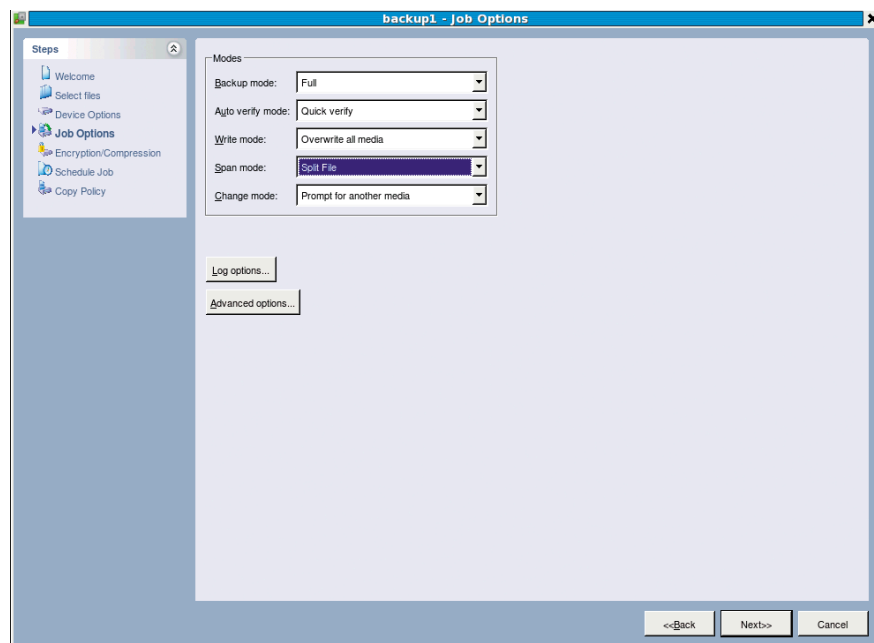 backup1 - Job Options
Steps
Welcome
Select files
Device Options
Job Options
Encryption/Compression
Schedule Job
Copy Policy
Modes
Backup mode: Full
Auto verify mode: Quick verify
Write mode: Overwrite all media
Span mode: Split File
Change mode: Prompt for another media
Log options...
Advanced options...
<<Back Next>> Cancel